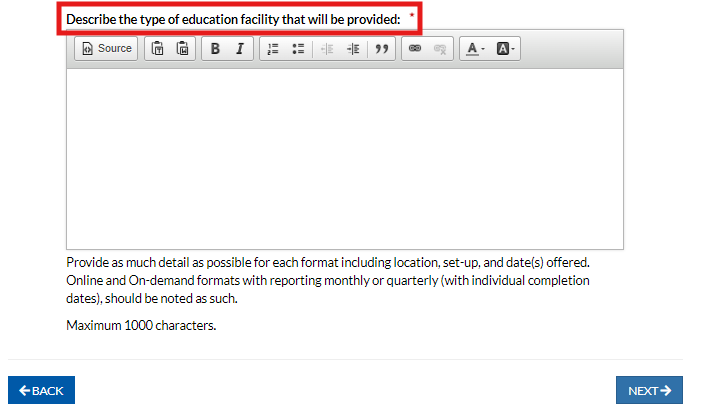 Describe the type of education facility that will be provided: *
Source B I A A
Provide as much detail as possible for each format including location, set-up, and date(s) offered.
Online and On-demand formats with reporting monthly or quarterly (with individual completion
dates), should be noted as such.
Maximum 1000 characters.
BACK NEXT